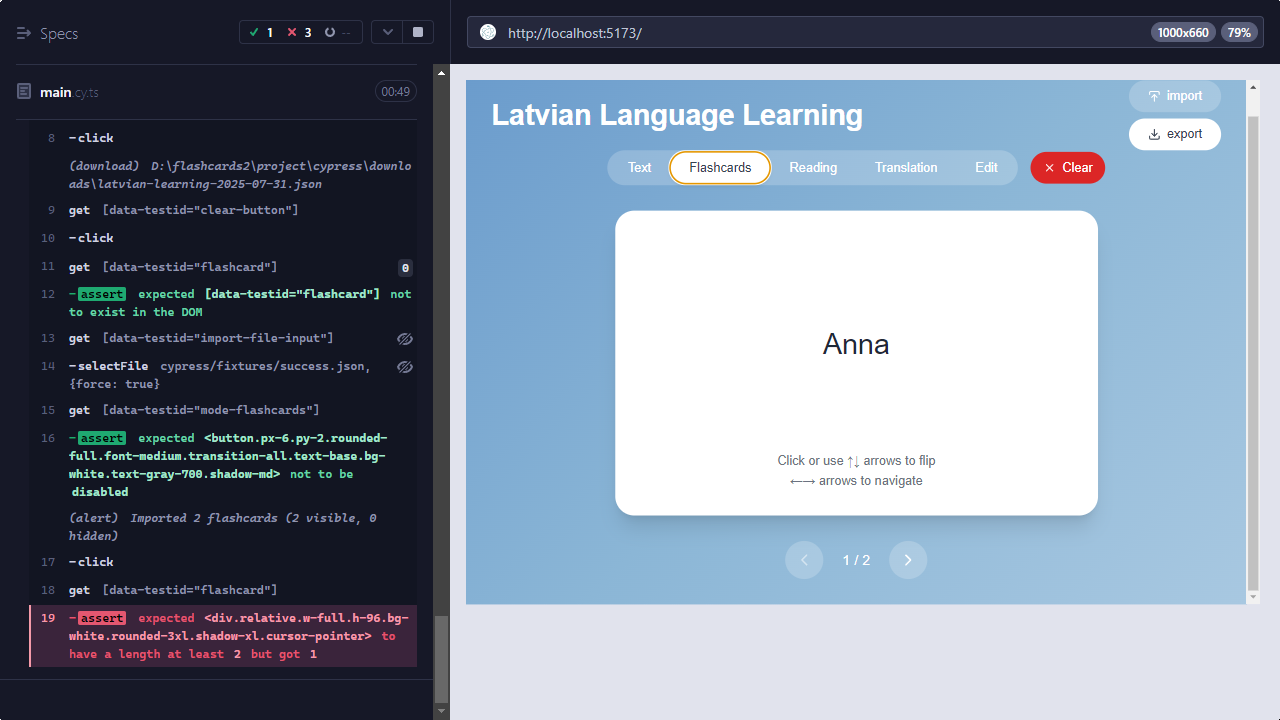 Specs
1
3
--
main.cy.ts
00:49
8 -click
(download) D:\flashcards2\project\cypress\downlo
ads\latvian-learning-2025-07-31.json
9 get [data-testid="clear-button"]
10 -click
11 get [data-testid="flashcard"] 0
12 -assert expected [data-testid="flashcard"] not
to exist in the DOM
13 get [data-testid="import-file-input"]
14 -selectFile cypress/fixtures/success.json,
{force: true}
15 get [data-testid="mode-flashcards"]
16 -assert expected <button.px-6.py-2.rounded-
full.font-medium.transition-all.text-base.bg-
white.text-gray-700.shadow-md> not to be
disabled
(alert) Imported 2 flashcards (2 visible, 0
hidden)
17 -click
18 get [data-testid="flashcard"]
19 -assert expected <div.relative.w-full.h-96.bg-
white.rounded-3xl.shadow-xl.cursor-pointer> to
have a length at least 2 but got 1
http://localhost:5173/
1000x660
79%
Latvian Language Learning
import
export
Text
Flashcards
Reading
Translation
Edit
Clear
Anna
Click or use ↑↓ arrows to flip
←→ arrows to navigate
1 / 2